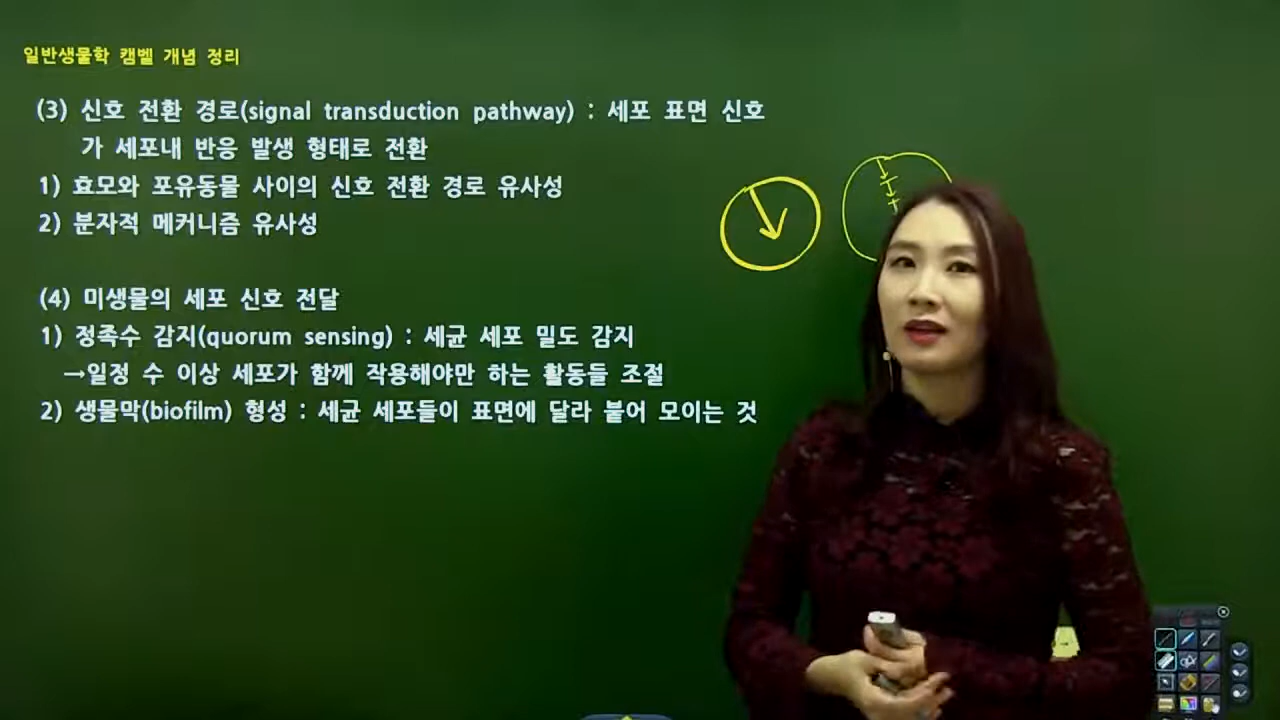 일반생물학 캠벨 개념 정리
(3) 신호 전환 경로(signal transduction pathway) : 세포 표면 신호
가 세포내 반응 발생 형태로 전환
1) 효모와 포유동물 사이의 신호 전환 경로 유사성
2) 분자적 메커니즘 유사성
(4) 미생물의 세포 신호 전달
1) 정족수 감지(quorum sensing) : 세균 세포 밀도 감지
→일정 수 이상 세포가 함께 작용해야만 하는 활동들 조절
2) 생물막(biofilm) 형성 : 세균 세포들이 표면에 달라 붙어 모이는 것